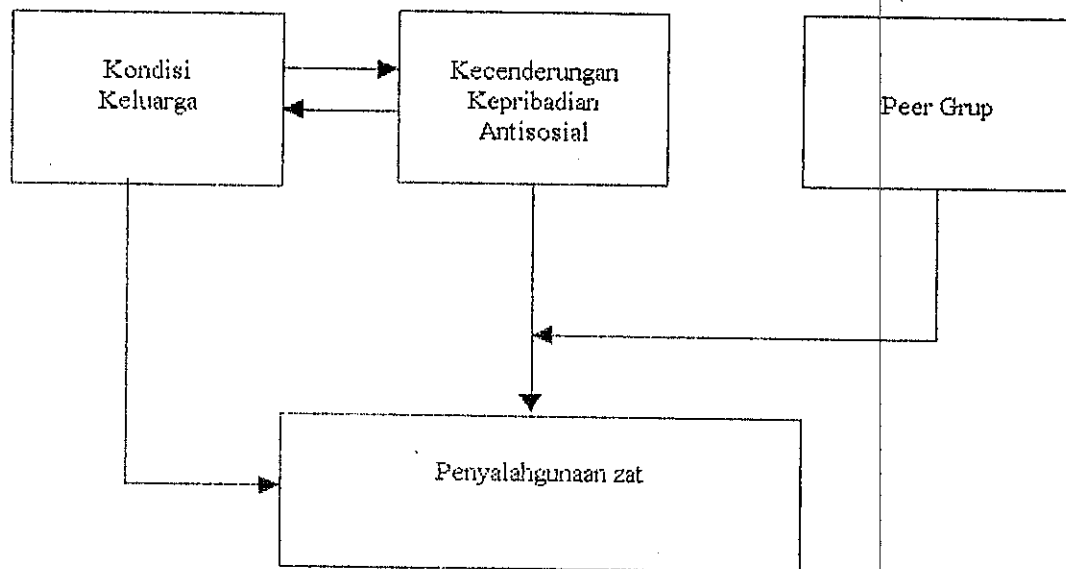 Kondisi
Keluarga
Kecenderungan
Kepribadian
Antisosial
Peer Grup
Penyalahgunaan zat